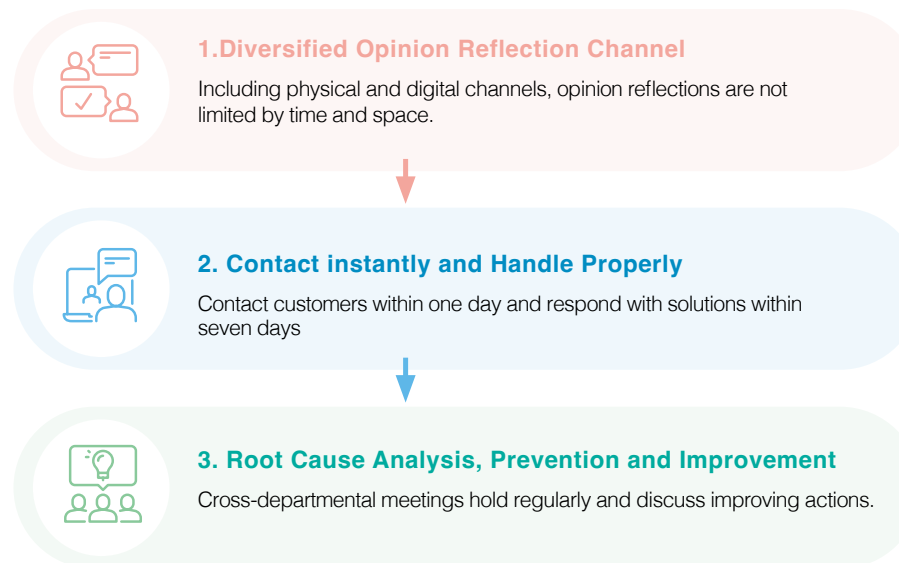 1.Diversified Opinion Reflection Channel
Including physical and digital channels, opinion reflections are not
limited by time and space.
2. Contact instantly and Handle Properly
Contact customers within one day and respond with solutions within
seven days
3. Root Cause Analysis, Prevention and Improvement
Cross-departmental meetings hold regularly and discuss improving actions.